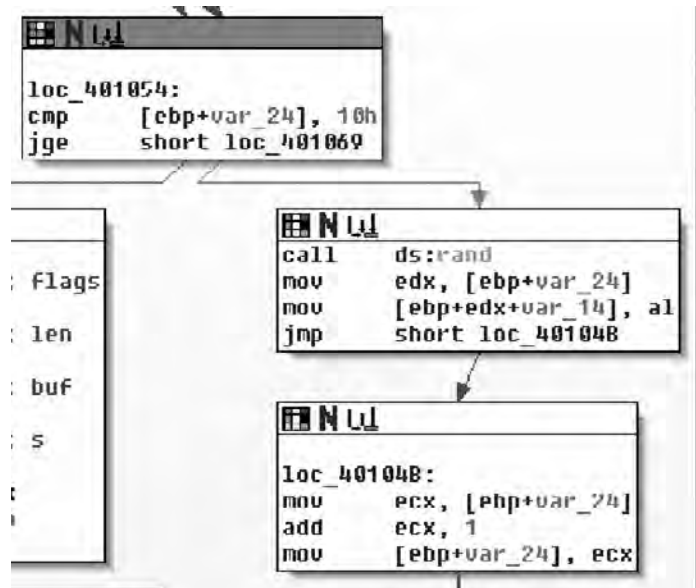 loc_401054:
cmp [ebp+var_24], 10h
jge short loc_401069
call ds:rand
mov edx, [ebp+var_24]
mov [ebp+edx+var_14], al
jmp short loc_40104B
; flags
; len
; buf
; s
loc_40104B:
mov ecx, [ebp+var_24]
add ecx, 1
mov [ebp+var_24], ecx